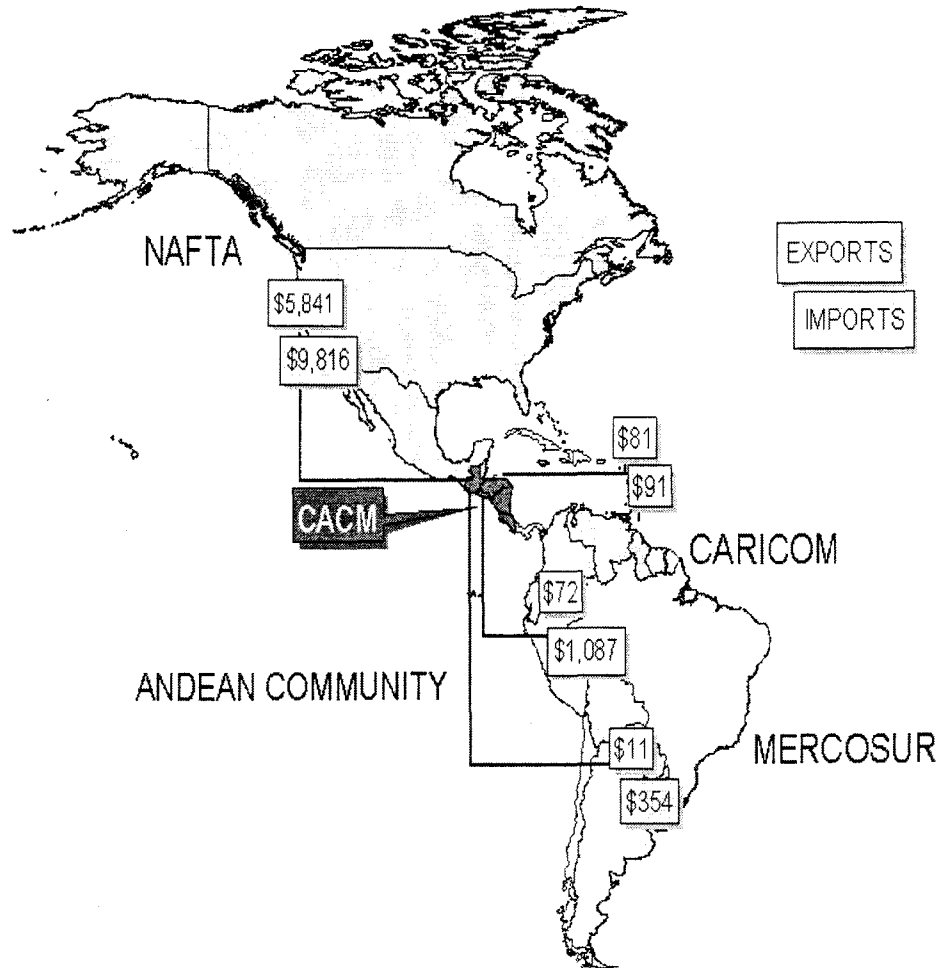 NAFTA
EXPORTS
$5,841
IMPORTS
$9,816
$81
$91
CACM
CARICOM
$72
$1,087
ANDEAN COMMUNITY
$11
MERCOSUR
$354